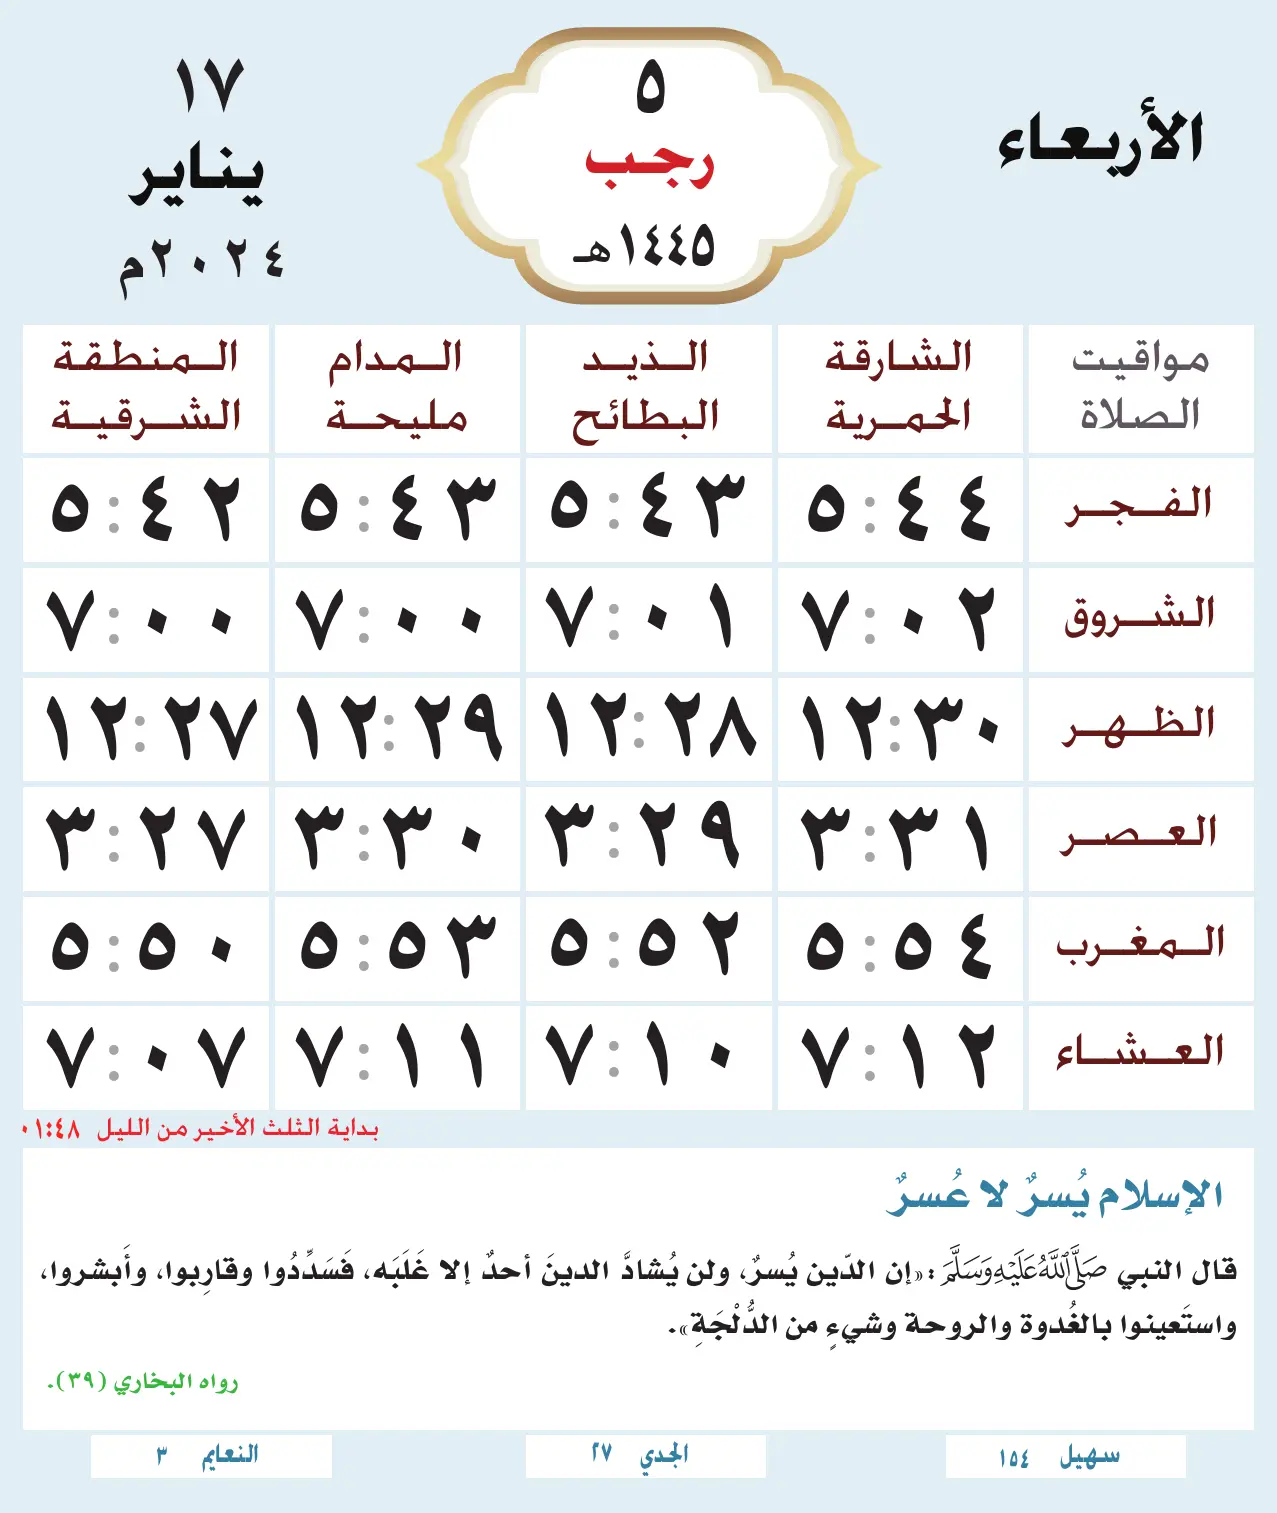 الأربعاء
٥
رجب
١٤٤٥هـ
١٧
يناير
٢٠٢٤م
مواقيت الصلاة
الشارقة الحمرية
الذيد البطائح
المدام مليحة
المنطقة الشرقية
الفجر ٥:٤٤ ٥:٤٣ ٥:٤٣ ٥:٤٢
الشروق ٧:٠٢ ٧:٠١ ٧:٠٠ ٧:٠٠
الظهر ١٢:٣٠ ١٢:٢٨ ١٢:٢٩ ١٢:٢٧
العصر ٣:٣١ ٣:٢٩ ٣:٣٠ ٣:٢٧
المغرب ٥:٥٤ ٥:٥٢ ٥:٥٣ ٥:٥٠
العشاء ٧:١٢ ٧:١٠ ٧:١١ ٧:٠٧
بداية الثلث الأخير من الليل ٠١:٤٨
الإسلام يُسرٌ لا عُسرٌ
قال النبي صَلَّى اللَّهُ عَلَيْهِ وَسَلَّمَ :«إن الدّين يُسرٌ، ولن يُشادَّ الدينَ أحدٌ إلا غَلَبَه، فَسَدِّدُوا وقارِبوا، وأَبشروا،
واستَعينوا بالغُدوة والروحة وشيءٍ من الدُّلْجَةِ».
رواه البخاري (٣٩).
سهيل ١٥٤
الجدي ٢٧
النعايم ٣